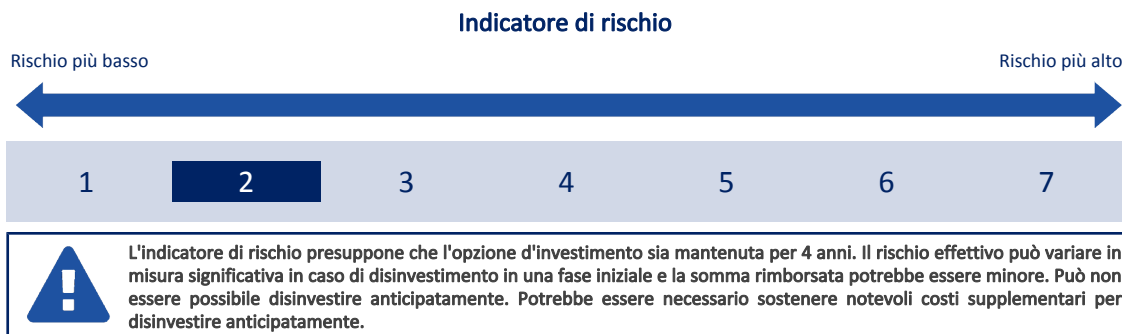 Indicatore di rischio
Rischio più basso
Rischio più alto
1 2 3 4 5 6 7
L'indicatore di rischio presuppone che l'opzione d'investimento sia mantenuta per 4 anni. Il rischio effettivo può variare in
misura significativa in caso di disinvestimento in una fase iniziale e la somma rimborsata potrebbe essere minore. Può non
essere possibile disinvestire anticipatamente. Potrebbe essere necessario sostenere notevoli costi supplementari per
disinvestire anticipatamente.